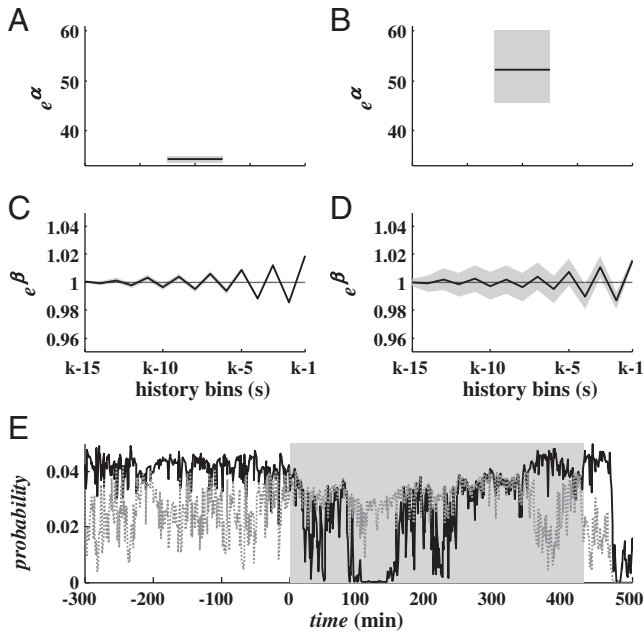 A
60
50
40
e^α
B
60
50
40
e^α
C
1.04
1.02
1
0.98
0.96
e^β
k-15 k-10 k-5 k-1
history bins (s)
D
1.04
1.02
1
0.98
0.96
e^β
k-15 k-10 k-5 k-1
history bins (s)
E
0.04
0.02
0
probability
-300 -200 -100 0 100 200 300 400 500
time (min)